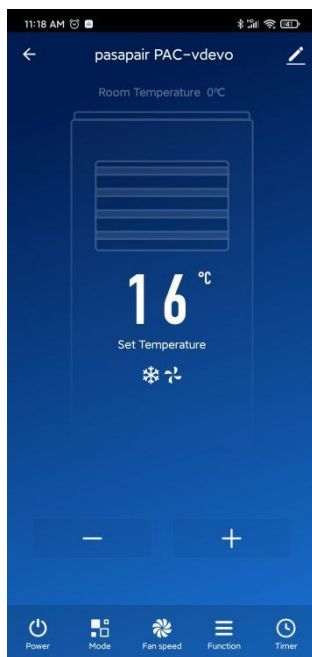 11:18 AM 41
pasapair PAC-vdevo
Room Temperature 0°C
16 °C
Set Temperature
− +
Power Mode Fan speed Function Timer